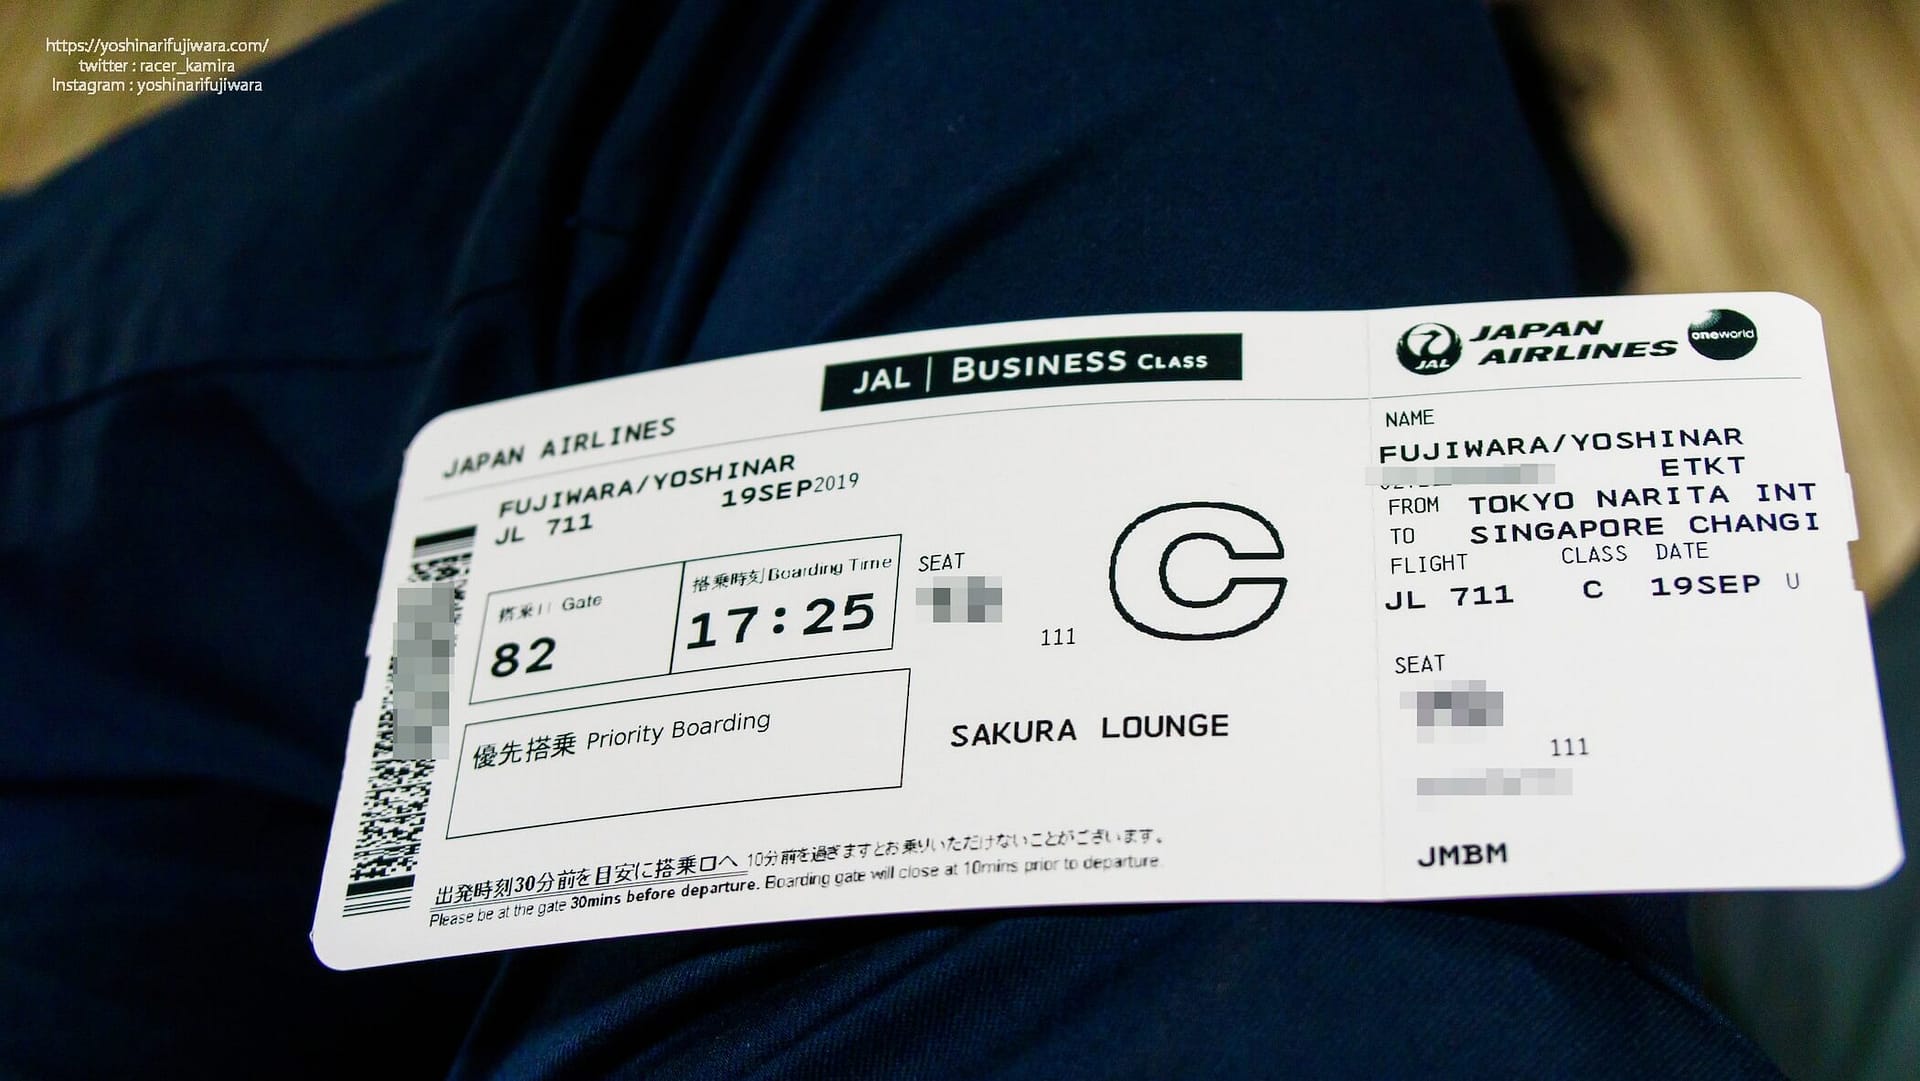 https://yoshinarifujiwara.com/
twitter : racer_kamira
Instagram : yoshinarifujiwara
JAPAN AIRLINES
JAL | BUSINESS CLASS
FUJIWARA/YOSHINAR
19SEP2019
JL 711
搭乗口 Gate
82
搭乗時刻 Boarding Time
17:25
SEAT
111
C
優先搭乗 Priority Boarding
SAKURA LOUNGE
出発時刻30分前を目安に搭乗口へ 10分前を過ぎますとお乗りいただけないことがございます。
Please be at the gate 30mins before departure. Boarding gate will close at 10mins prior to departure.
JAL
JAPAN AIRLINES
oneworld
NAME
FUJIWARA/YOSHINAR
ETKT
FROM TOKYO NARITA INT
TO SINGAPORE CHANGI
FLIGHT CLASS DATE
JL 711 C 19SEP U
SEAT
111
JMBM